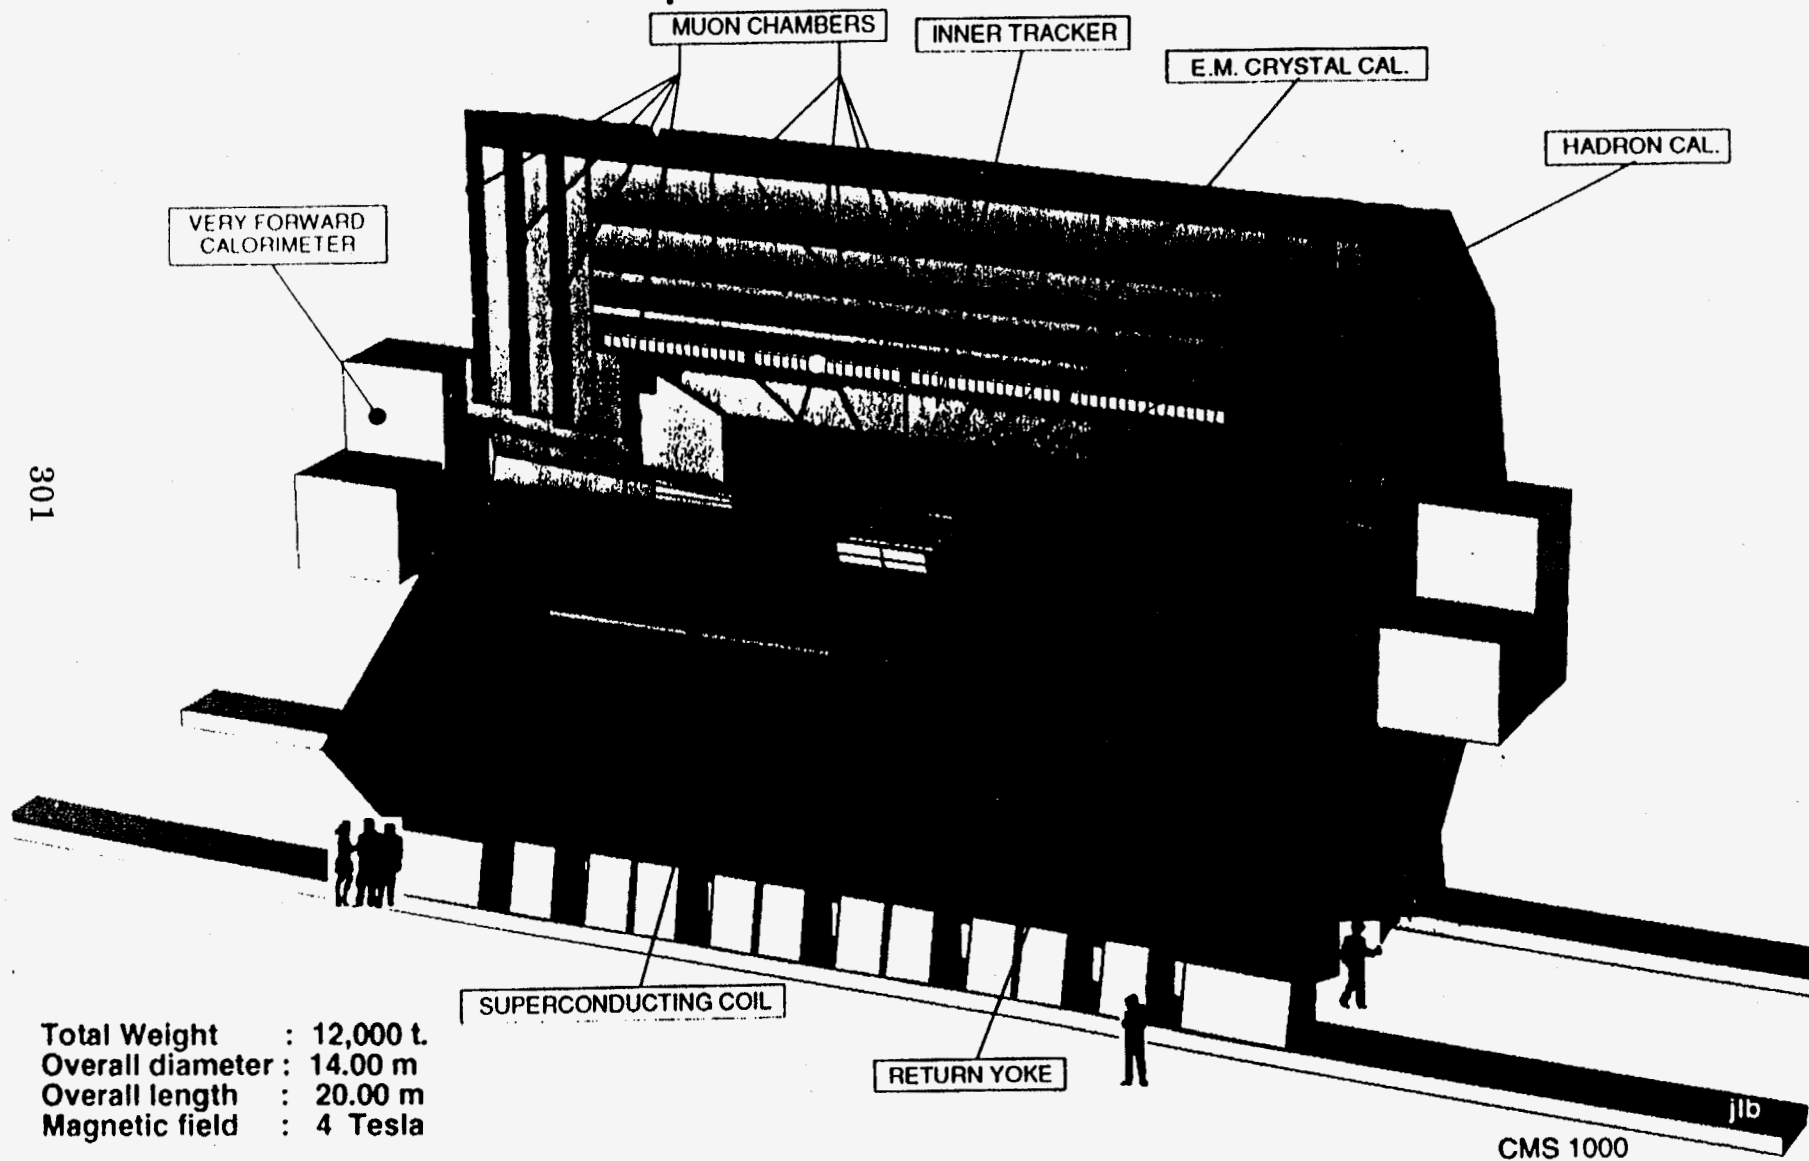 MUON CHAMBERS
INNER TRACKER
E.M. CRYSTAL CAL.
HADRON CAL.
VERY FORWARD
CALORIMETER
301
SUPERCONDUCTING COIL
RETURN YOKE
Total Weight : 12,000 t.
Overall diameter : 14.00 m
Overall length : 20.00 m
Magnetic field : 4 Tesla
jlb
CMS 1000